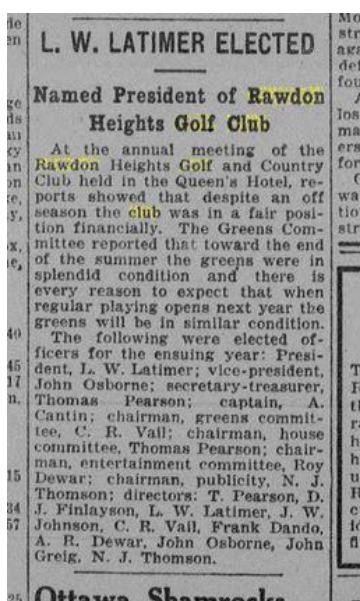 L. W. LATIMER ELECTED
Named President of Rawdon
Heights Golf Club
At the annual meeting of the
Rawdon Heights Golf and Country
Club held in the Queen's Hotel, re-
ports showed that despite an off
season the club was in a fair posi-
tion financially. The Greens Com-
mittee reported that toward the end
of the summer the greens were in
splendid condition and there is
every reason to expect that when
regular playing opens next year the
greens will be in similar condition.
The following were elected of-
ficers for the ensuing year: Presi-
dent, L. W. Latimer; vice-president,
John Osborne; secretary-treasurer,
Thomas Pearson; captain, A.
Cantin; chairman, greens commit-
tee, C. R. Vail; chairman, house
committee, Thomas Pearson; chair-
man, entertainment committee, Roy
Dewar; chairman, publicity, N. J.
Thomson; directors: T. Pearson, D.
J. Finlayson, L. W. Latimer, J. W.
Johnson, C. R. Vail, Frank Dando,
A. R. Dewar, John Osborne, John
Greig, N. J. Thomson.
Ottawa Shamrocks